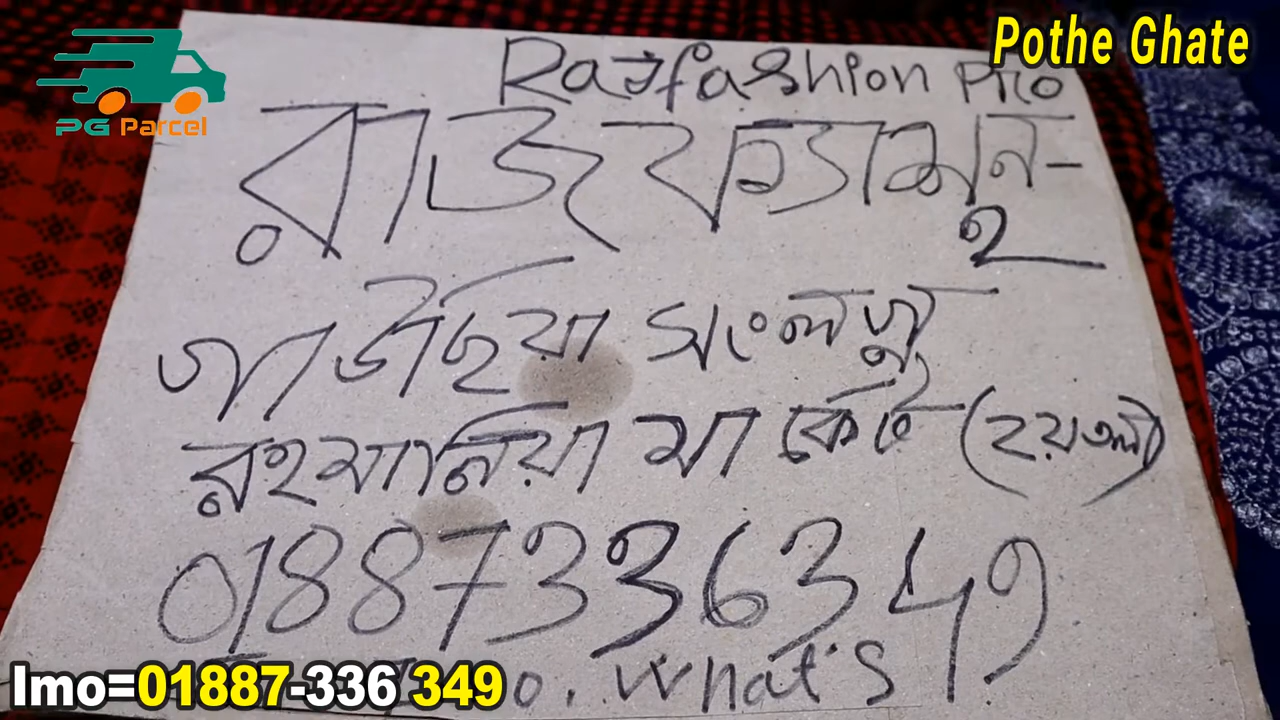 Pothe Ghate
PG Parcel
Rajfashion Pro
রাজ ফ্যাশন-২
জাউছিয়া সংলগ্ন
রহমানিয়া মার্কেট (২য় তলা)
01887336349
o. What's
Imo=01887-336 349